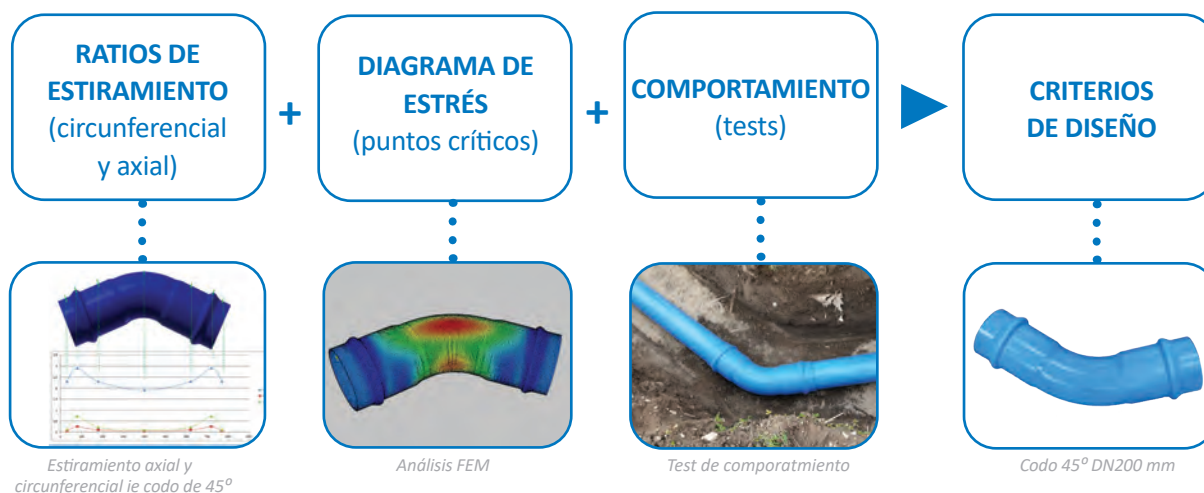 RATIOS DE
ESTIRAMIENTO
(circunferencial
y axial)
+
DIAGRAMA DE
ESTRÉS
(puntos críticos)
+
COMPORTAMIENTO
(tests)
CRITERIOS
DE DISEÑO
Estiramiento axial y
circunferencial ie codo de 45º
Análisis FEM
Test de comporatmiento
Codo 45º DN200 mm